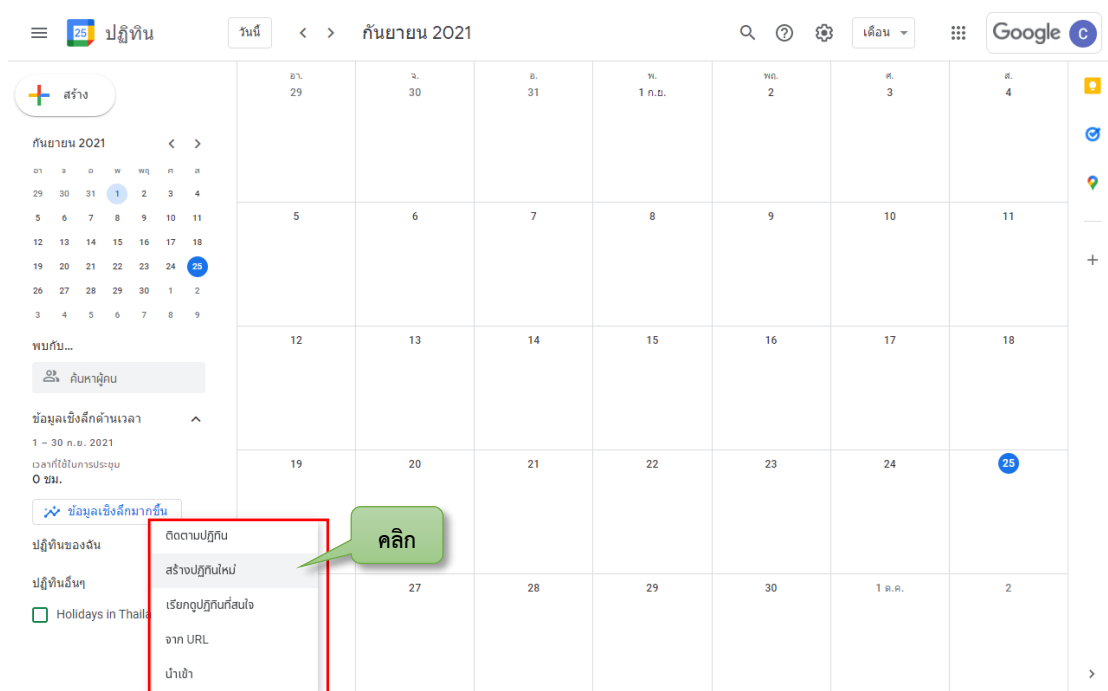 25 ปฏิทิน วันนี้ กันยายน 2021 เดือน Google C
สร้าง
กันยายน 2021
อา จ อ พ พฤ ศ ส
29 30 31 1 2 3 4
5 6 7 8 9 10 11
12 13 14 15 16 17 18
19 20 21 22 23 24 25
26 27 28 29 30 1 2
3 4 5 6 7 8 9
พบกับ...
ค้นหาผู้คน
ข้อมูลเชิงลึกด้านเวลา
1 – 30 ก.ย. 2021
เวลาที่ใช้ในการประชุม
0 ชม.
ข้อมูลเชิงลึกมากขึ้น
ปฏิทินของฉัน
ปฏิทินอื่นๆ
Holidays in Thaila
ติดตามปฏิทิน
สร้างปฏิทินใหม่
เรียกดูปฏิทินที่สนใจ
จาก URL
นำเข้า
คลิก
อา. จ. อ. พ. พฤ. ศ. ส.
29 30 31 1 ก.ย. 2 3 4
5 6 7 8 9 10 11
12 13 14 15 16 17 18
19 20 21 22 23 24 25
27 28 29 30 1 ต.ค. 2